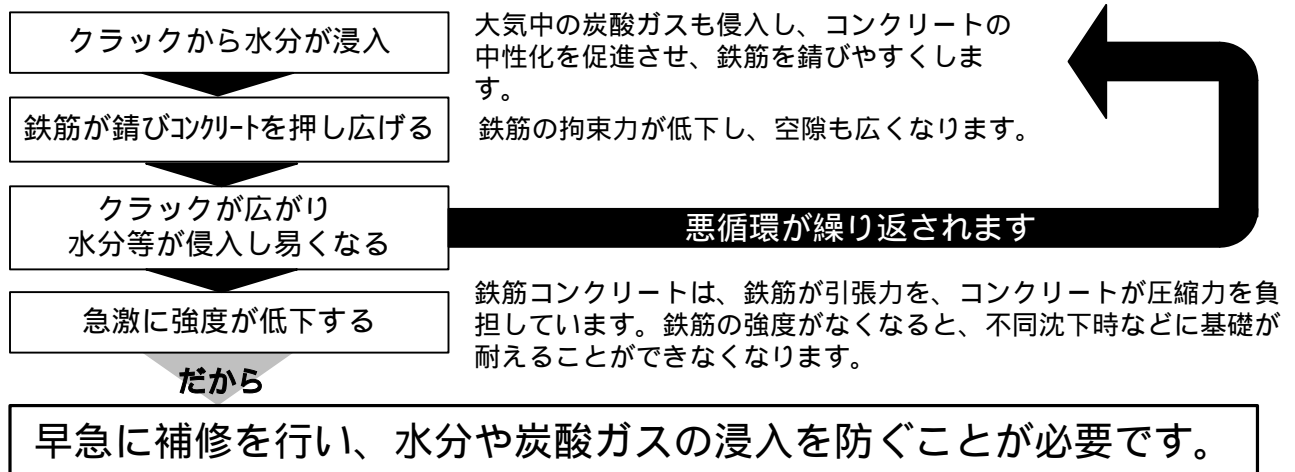 クラックから水分が浸入
大気中の炭酸ガスも侵入し、コンクリートの
中性化を促進させ、鉄筋を錆びやすくしま
す。
鉄筋が錆びｺﾝｸﾘｰﾄを押し広げる
鉄筋の拘束力が低下し、空隙も広くなります。
クラックが広がり
水分等が侵入し易くなる
悪循環が繰り返されます
急激に強度が低下する
鉄筋コンクリートは、鉄筋が引張力を、コンクリートが圧縮力を負
担しています。鉄筋の強度がなくなると、不同沈下時などに基礎が
耐えることができなくなります。
だから
早急に補修を行い、水分や炭酸ガスの浸入を防ぐことが必要です。